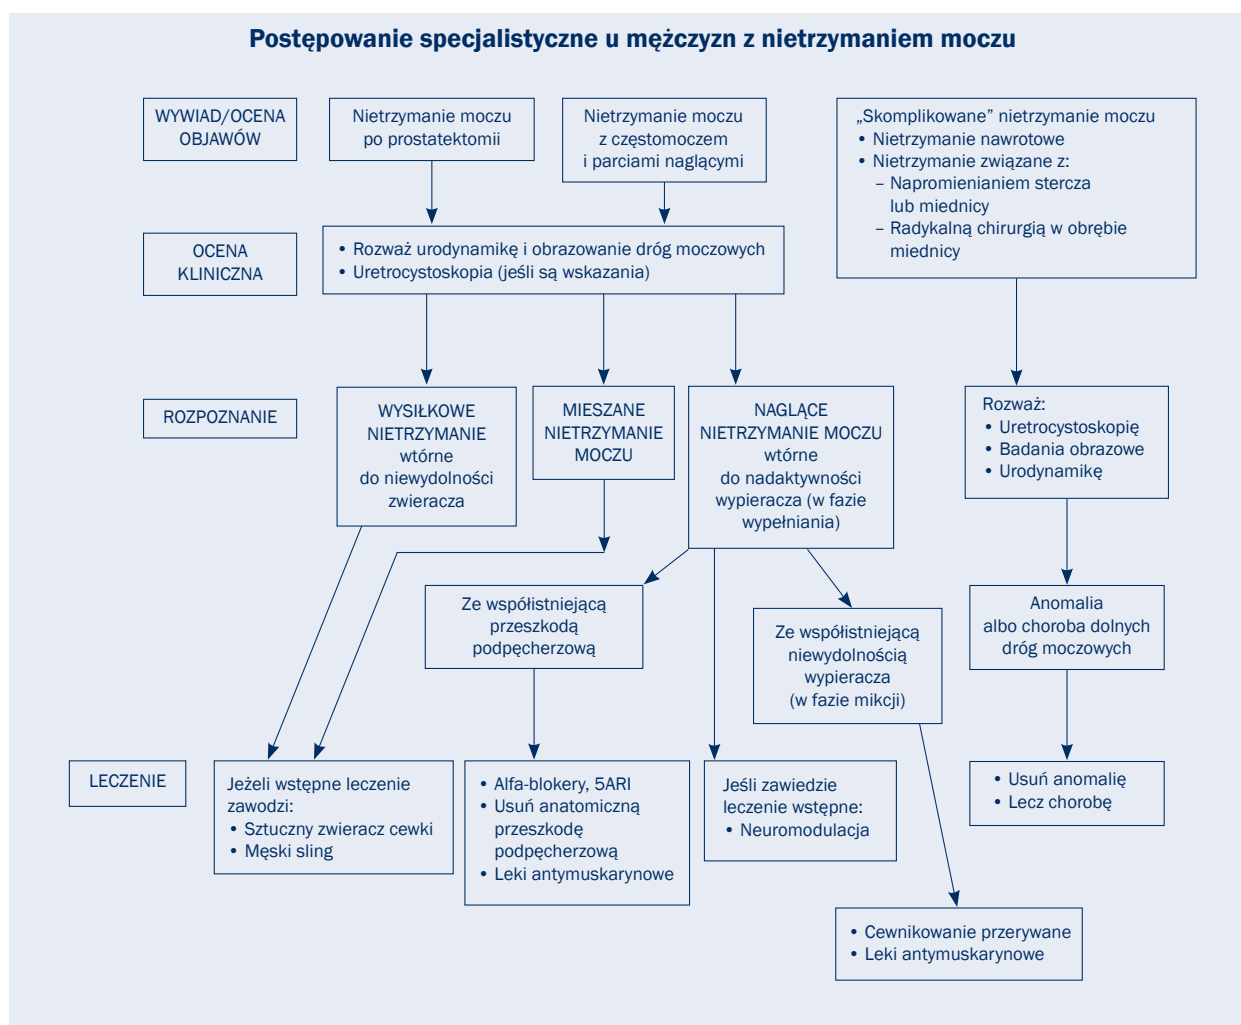 Postępowanie specjalistyczne u mężczyzn z nietrzymaniem moczu
WYWIAD/OCENA
OBJAWÓW
Nietrzymanie moczu
po prostatektomii
Nietrzymanie moczu
z częstomoczem
i parciami naglącymi
„Skomplikowane” nietrzymanie moczu
• Nietrzymanie nawrotowe
• Nietrzymanie związane z:
– Napromienianiem stercza
lub miednicy
– Radykalną chirurgią w obrębie
miednicy
OCENA
KLINICZNA
• Rozważ urodynamikę i obrazowanie dróg moczowych
• Uretrocystoskopia (jeśli są wskazania)
ROZPOZNANIE
WYSIŁKOWE
NIETRZYMANIE
wtórne
do niewydolności
zwieracza
MIESZANE
NIETRZYMANIE
MOCZU
NAGLĄCE
NIETRZYMANIE MOCZU
wtórne
do nadaktywności
wypieracza (w fazie
wypełniania)
Rozważ:
• Uretrocystoskopię
• Badania obrazowe
• Urodynamikę
Ze współistniejącą
przeszkodą
podpęcherzową
Ze współistniejącą
niewydolnością
wypieracza
(w fazie mikcji)
Anomalia
albo choroba dolnych
dróg moczowych
LECZENIE
Jeżeli wstępne leczenie
zawodzi:
• Sztuczny zwieracz cewki
• Męski sling
• Alfa-blokery, 5ARI
• Usuń anatomiczną
przeszkodę
podpęcherzową
• Leki antymuskarynowe
Jeśli zawiedzie
leczenie wstępne:
• Neuromodulacja
• Usuń anomalię
• Lecz chorobę
• Cewnikowanie przerywane
• Leki antymuskarynowe